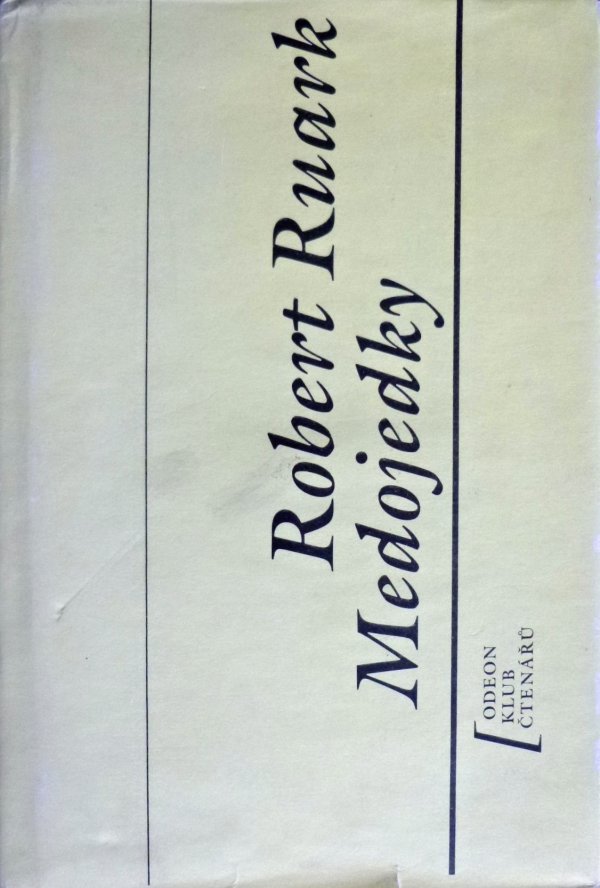 Robert Ruark
Medojedky
ODEON
KLUB
ČTENÁŘŮ